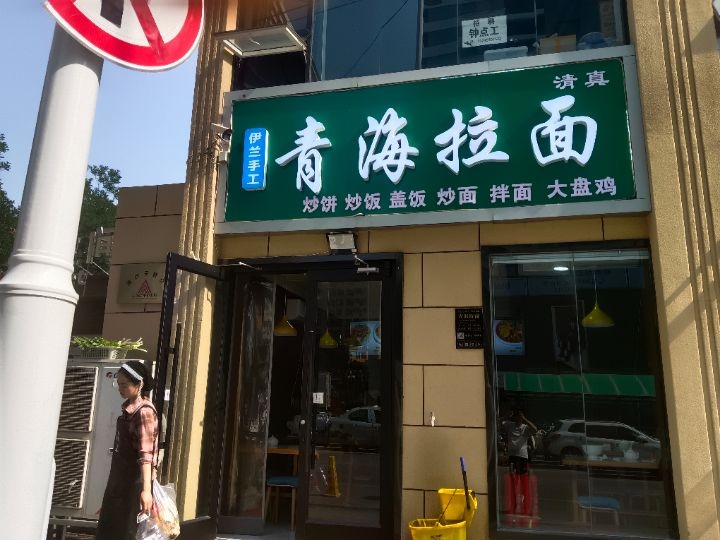 招聘
钟点工
清真
伊兰手工
青海拉面
炒饼 炒饭 盖饭 炒面 拌面 大盘鸡